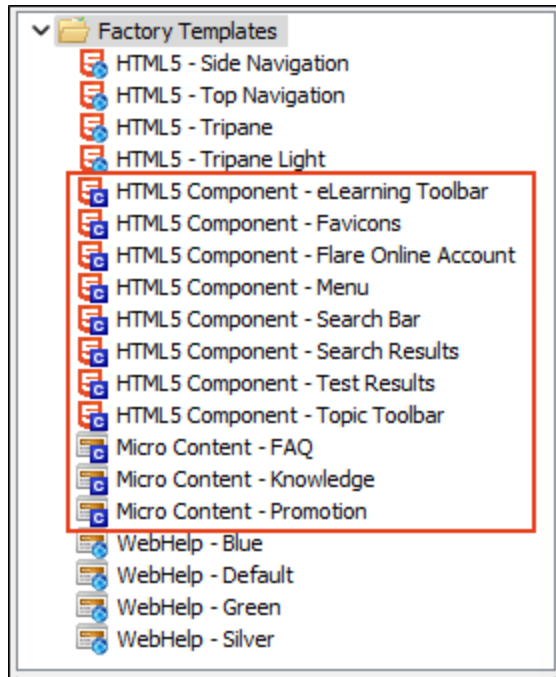 Factory Templates
HTML5 - Side Navigation
HTML5 - Top Navigation
HTML5 - Tripane
HTML5 - Tripane Light
HTML5 Component - eLearning Toolbar
HTML5 Component - Favicons
HTML5 Component - Flare Online Account
HTML5 Component - Menu
HTML5 Component - Search Bar
HTML5 Component - Search Results
HTML5 Component - Test Results
HTML5 Component - Topic Toolbar
Micro Content - FAQ
Micro Content - Knowledge
Micro Content - Promotion
WebHelp - Blue
WebHelp - Default
WebHelp - Green
WebHelp - Silver